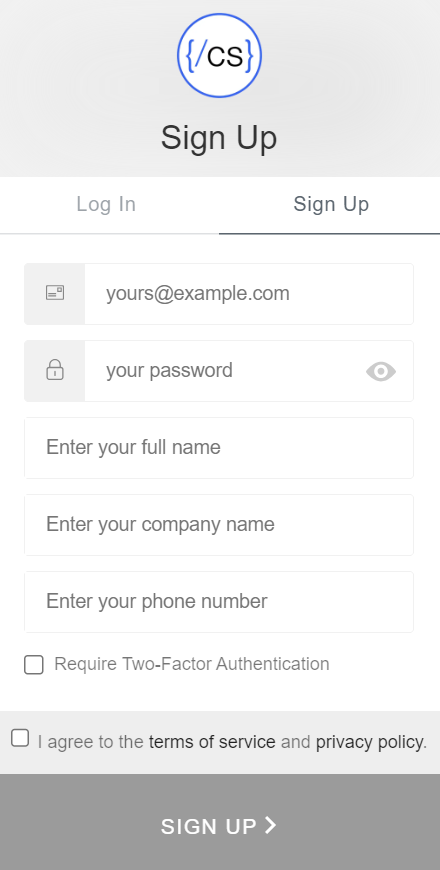 {/CS}
Sign Up
Log In
Sign Up
yours@example.com
your password
Enter your full name
Enter your company name
Enter your phone number
Require Two-Factor Authentication
I agree to the terms of service and privacy policy.
SIGN UP